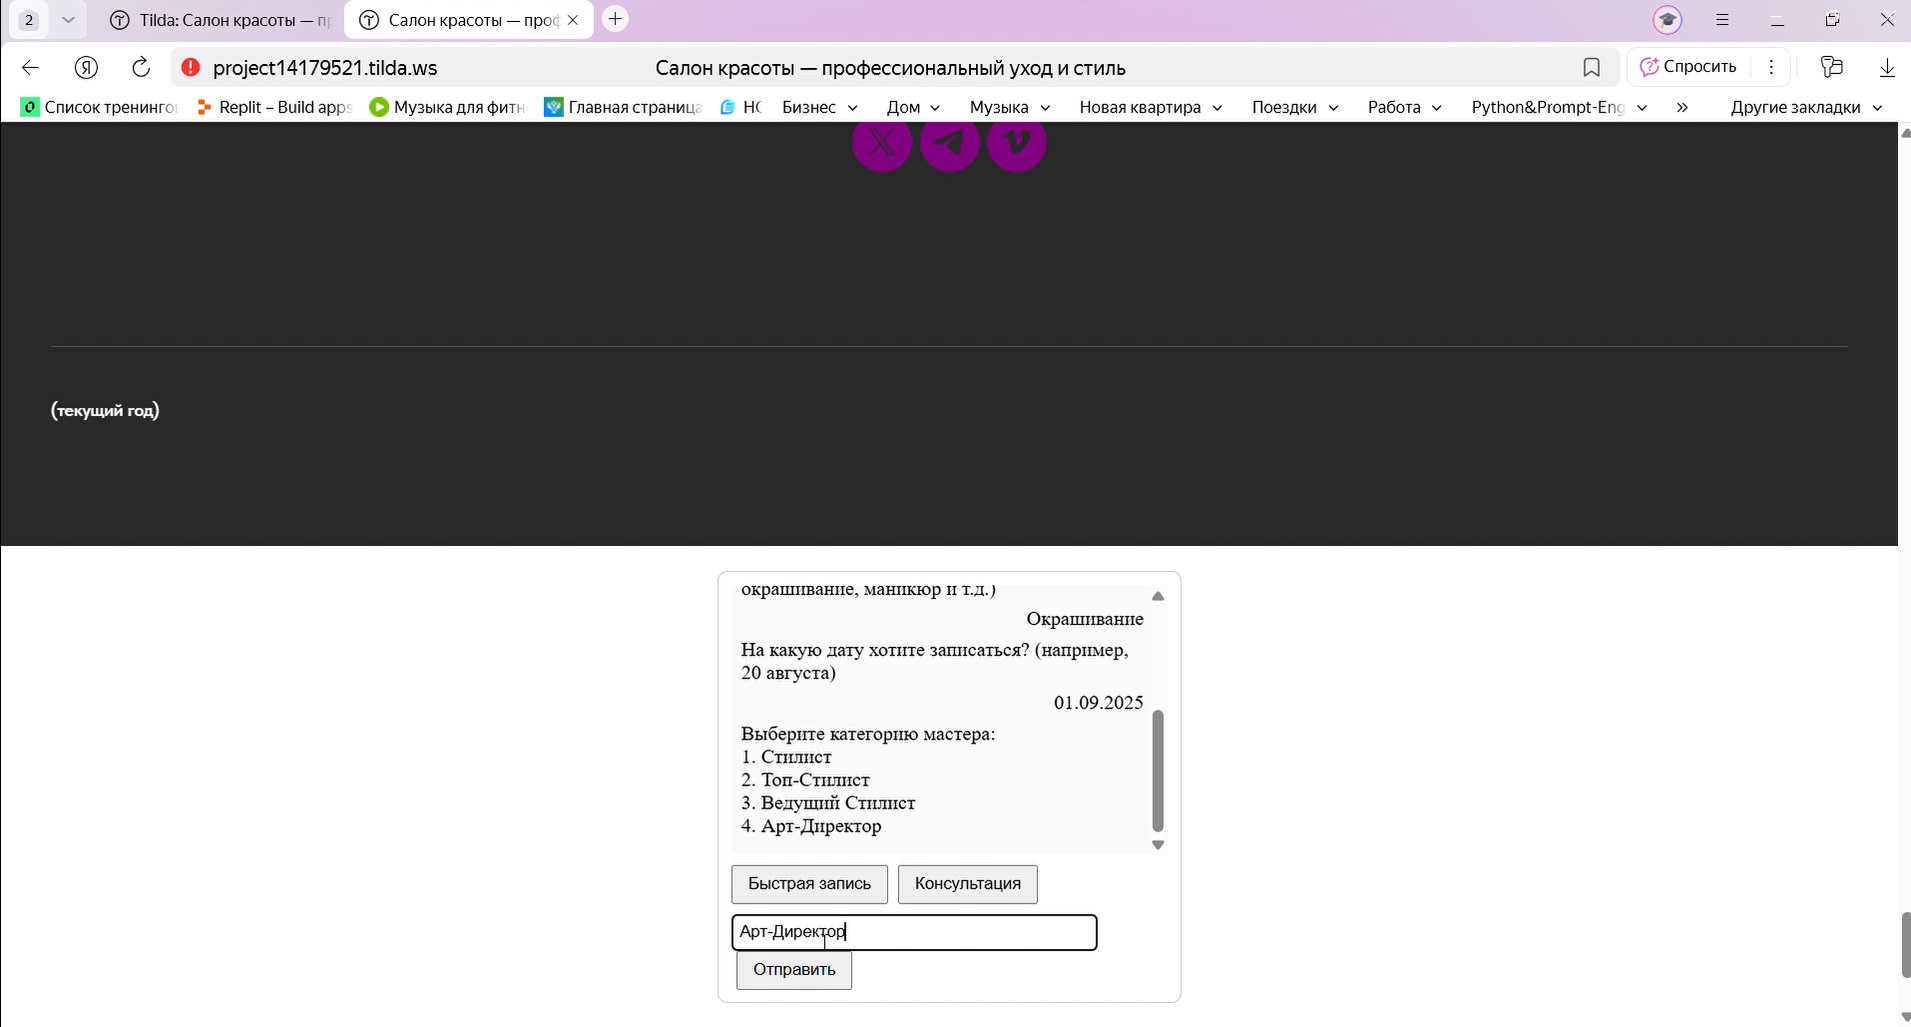 2
Tilda: Салон красоты — п
Салон красоты — про
project14179521.tilda.ws
Салон красоты — профессиональный уход и стиль
Спросить
Список тренинго
Replit – Build apps
Музыка для фитн
Главная страница
Бизнес
Дом
Музыка
Новая квартира
Поездки
Работа
Python&Prompt-Eng
»
Другие закладки
(текущий год)
окрашивание, маникюр и т.д.)
Окрашивание
На какую дату хотите записаться? (например,
20 августа)
01.09.2025
Выберите категорию мастера:
1. Стилист
2. Топ-Стилист
3. Ведущий Стилист
4. Арт-Директор
Быстрая запись
Консультация
Арт-Директор
Отправить